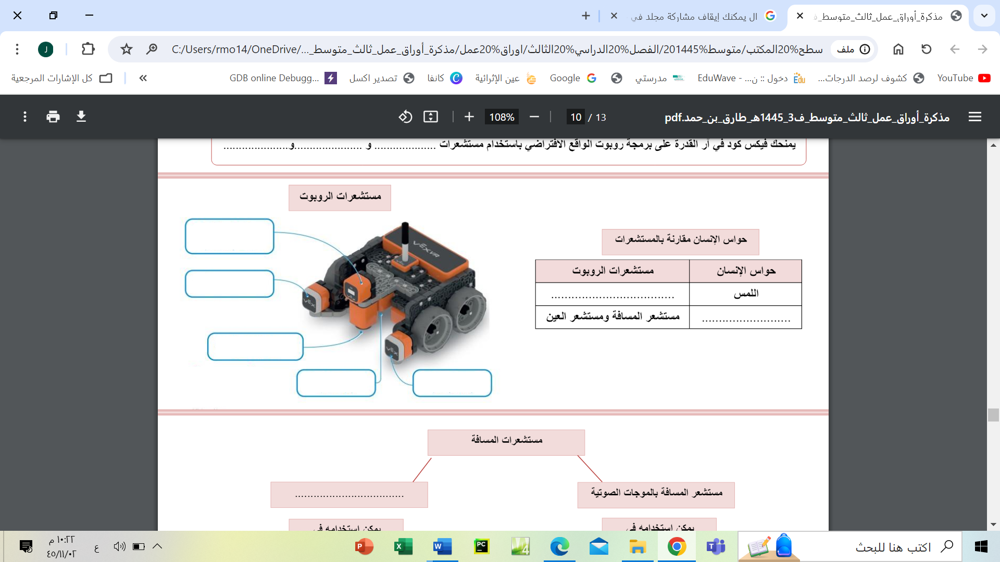 مذكرة_أوراق_عمل_ثالث_متوسط_ف
ال يمكنك إيقاف مشاركة مجلد في
ملف
C:/Users/rmo14/OneDrive/...سطح%20المكتب/متوسط%201445/الفصل%20الدراسي%20الثالث/اوراق%20عمل/مذكرة_أوراق_عمل_ثالث_متوسط_
YouTube
كشوف لرصد الدرجات...
دخول :: ن... - EduWave
مدرستي
Google
عين الإثرائية
كانفا
تصدير اكسل
GDB online Debugg...
كل الإشارات المرجعية
مذكرة_أوراق_عمل_ثالث_متوسط_ف3_1445هـ_طارق_بن_حمد.pdf
10 / 13
108%
يمنحك فيكس كود في آر القدرة على برمجة روبوت الواقع الافتراضي باستخدام مستشعرات .................. و ....................و...................
مستشعرات الروبوت
VEXVR
VEX
VEX
حواس الإنسان مقارنة بالمستشعرات
حواس الإنسان
مستشعرات الروبوت
اللمس
....................................
..........................
مستشعر المسافة ومستشعر العين
مستشعرات المسافة
مستشعر المسافة بالموجات الصوتية
...................................
يمكن استخدامه في
يمكن استخدامه في
اكتب هنا للبحث
ع
١٠:٢٢ م
٤٥/١١/٠٢